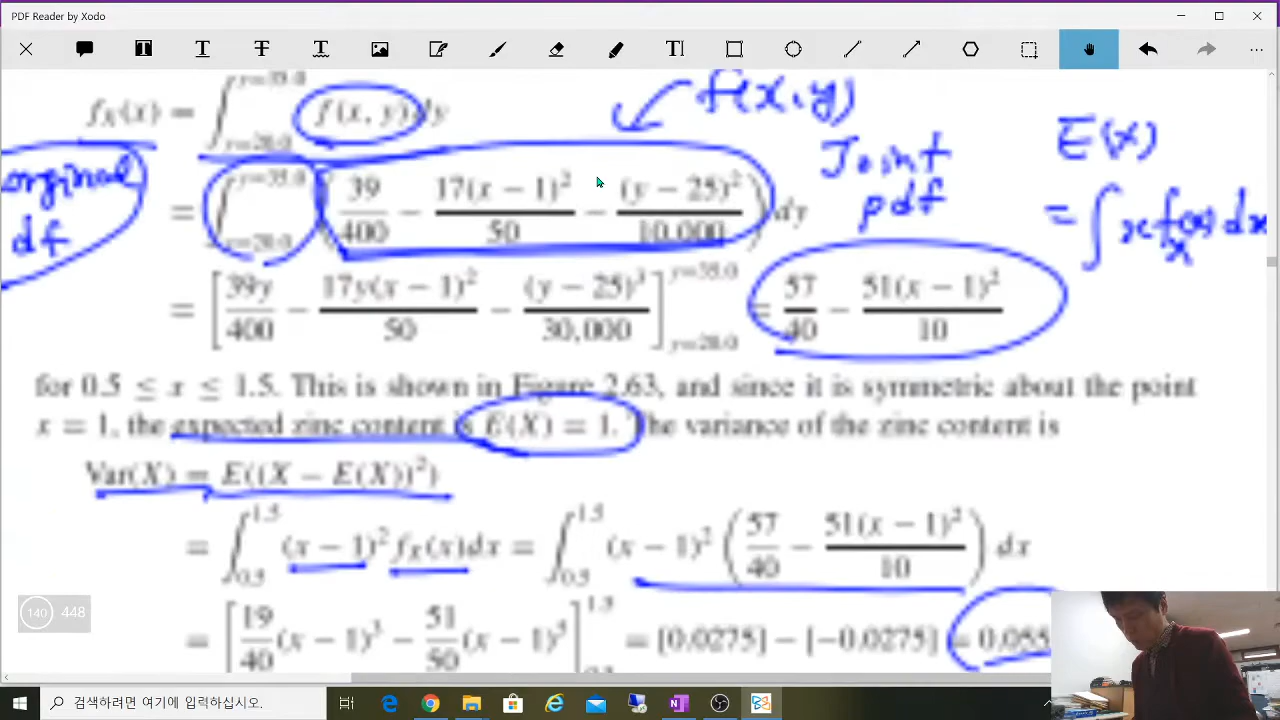 PDF Reader by Xodo
f_X(x) = ∫_{y=20.0}^{y=35.0} f(x, y) dy
f(x,y)
E(X)
Joint
pdf
= ∫ x f_X(x) dx
orginal
df
= ∫_{y=20.0}^{y=35.0} ( 39/400 − 17(x − 1)²/50 − (y − 25)²/10,000 ) dy
= [ 39y/400 − 17y(x − 1)²/50 − (y − 25)³/30,000 ]_{y=20.0}^{y=35.0} = 57/40 − 51(x − 1)²/10
for 0.5 ≤ x ≤ 1.5. This is shown in Figure 2.63, and since it is symmetric about the point
x = 1, the expected zinc content is E(X) = 1. The variance of the zinc content is
Var(X) = E((X − E(X))²)
= ∫_{0.5}^{1.5} (x − 1)² f_X(x) dx = ∫_{0.5}^{1.5} (x − 1)² ( 57/40 − 51(x − 1)²/10 ) dx
= [ 19/40 (x − 1)³ − 51/50 (x − 1)⁵ ]^{1.5} = [0.0275] − [−0.0275] = 0.055
140 448
검색하려면 여기에 입력하십시오.